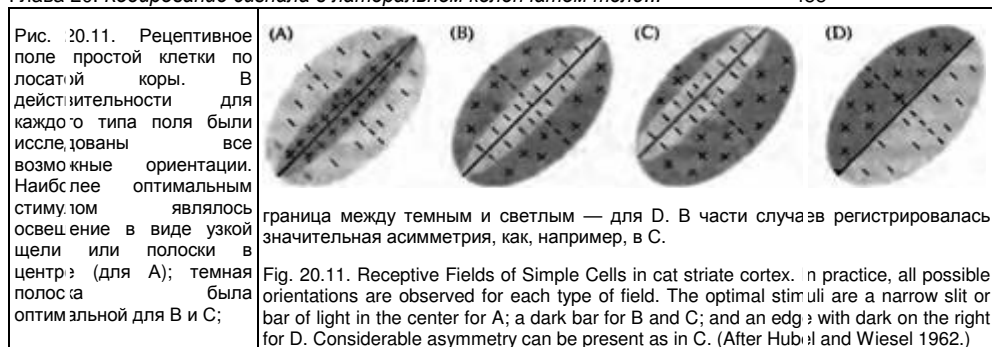 Глава 20. Кодирование сигнала в латеральном коленчатом теле... 
Рис. 20.11. Рецептивное
поле простой клетки по
лосатой коры. В
действительности для
каждого типа поля были
исследованы все
возможные ориентации.
Наиболее оптимальным
стимулом являлось
освещение в виде узкой
щели или полоски в
центре (для А); темная
полоска была
оптимальной для В и С;
(A) (B) (C) (D)
граница между темным и светлым — для D. В части случаев регистрировалась
значительная асимметрия, как, например, в С.
Fig. 20.11. Receptive Fields of Simple Cells in cat striate cortex. In practice, all possible
orientations are observed for each type of field. The optimal stimuli are a narrow slit or
bar of light in the center for A; a dark bar for B and C; and an edge with dark on the right
for D. Considerable asymmetry can be present as in C. (After Hubel and Wiesel 1962.)